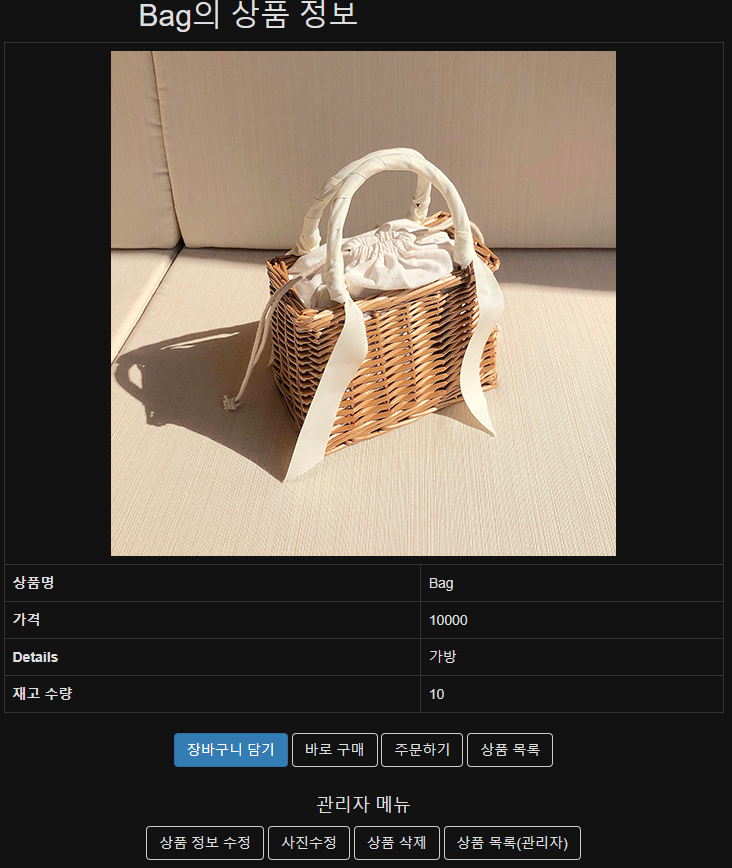 Bag의 상품 정보
상품명 Bag
가격 10000
Details 가방
재고 수량 10
장바구니 담기 바로 구매 주문하기 상품 목록
관리자 메뉴
상품 정보 수정 사진수정 상품 삭제 상품 목록(관리자)